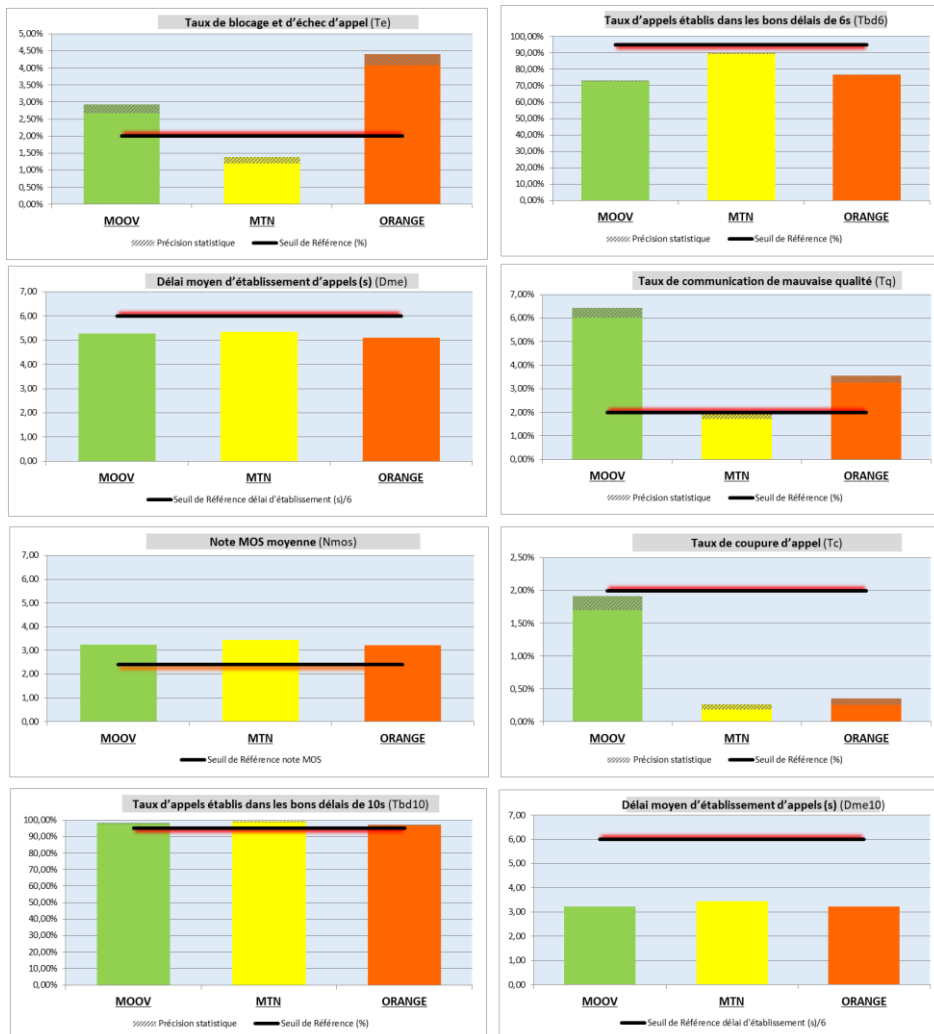 Taux de blocage et d'échec d'appel (Te)
5,00%
4,50%
4,00%
3,50%
3,00%
2,50%
2,00%
1,50%
1,00%
0,50%
0,00%
MOOV MTN ORANGE
Précision statistique Seuil de Référence (%)
Taux d'appels établis dans les bons délais de 6s (Tbd6)
100,00%
90,00%
80,00%
70,00%
60,00%
50,00%
40,00%
30,00%
20,00%
10,00%
0,00%
MOOV MTN ORANGE
Précision statistique Seuil de Référence (%)
Délai moyen d'établissement d'appels (s) (Dme)
7,00
6,00
5,00
4,00
3,00
2,00
1,00
0,00
MOOV MTN ORANGE
Seuil de Référence délai d'établissement (s)/6
Taux de communication de mauvaise qualité (Tq)
7,00%
6,00%
5,00%
4,00%
3,00%
2,00%
1,00%
0,00%
MOOV MTN ORANGE
Précision statistique Seuil de Référence (%)
Note MOS moyenne (Nmos)
7,00
6,00
5,00
4,00
3,00
2,00
1,00
0,00
MOOV MTN ORANGE
Seuil de Référence note MOS
Taux de coupure d'appel (Tc)
2,50%
2,00%
1,50%
1,00%
0,50%
0,00%
MOOV MTN ORANGE
Précision statistique Seuil de Référence (%)
Taux d'appels établis dans les bons délais de 10s (Tbd10)
100,00%
90,00%
80,00%
70,00%
60,00%
50,00%
40,00%
30,00%
20,00%
10,00%
0,00%
MOOV MTN ORANGE
Précision statistique Seuil de Référence (%)
Délai moyen d'établissement d'appels (s) (Dme10)
7,00
6,00
5,00
4,00
3,00
2,00
1,00
0,00
MOOV MTN ORANGE
Seuil de Référence délai d'établissement (s)/6